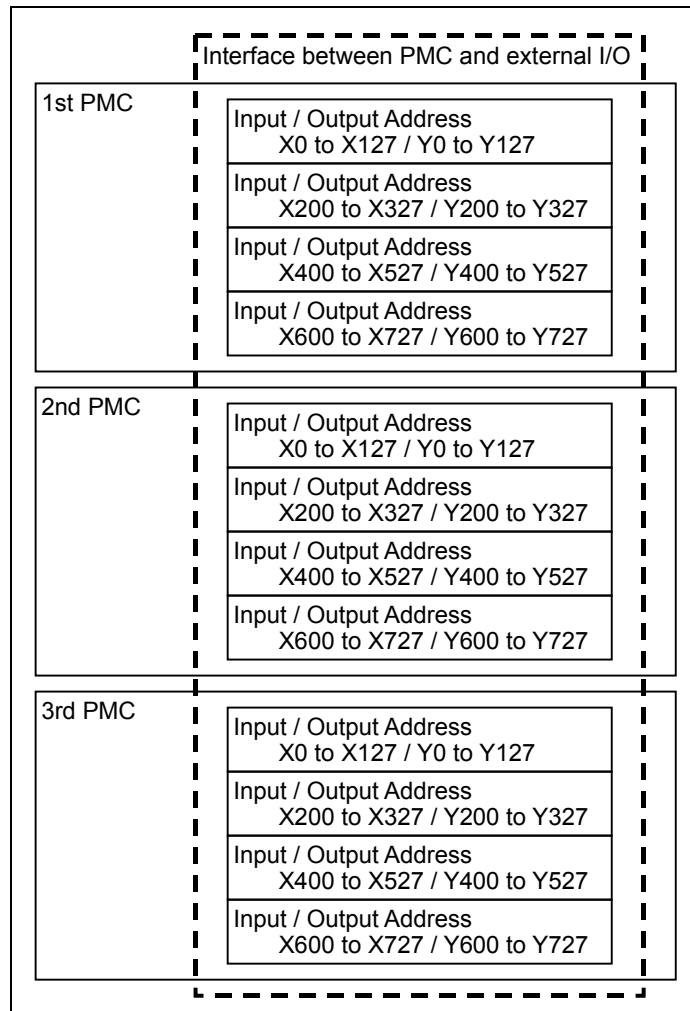 Interface between PMC and external I/O
1st PMC
Input / Output Address
X0 to X127 / Y0 to Y127
Input / Output Address
X200 to X327 / Y200 to Y327
Input / Output Address
X400 to X527 / Y400 to Y527
Input / Output Address
X600 to X727 / Y600 to Y727
2nd PMC
Input / Output Address
X0 to X127 / Y0 to Y127
Input / Output Address
X200 to X327 / Y200 to Y327
Input / Output Address
X400 to X527 / Y400 to Y527
Input / Output Address
X600 to X727 / Y600 to Y727
3rd PMC
Input / Output Address
X0 to X127 / Y0 to Y127
Input / Output Address
X200 to X327 / Y200 to Y327
Input / Output Address
X400 to X527 / Y400 to Y527
Input / Output Address
X600 to X727 / Y600 to Y727